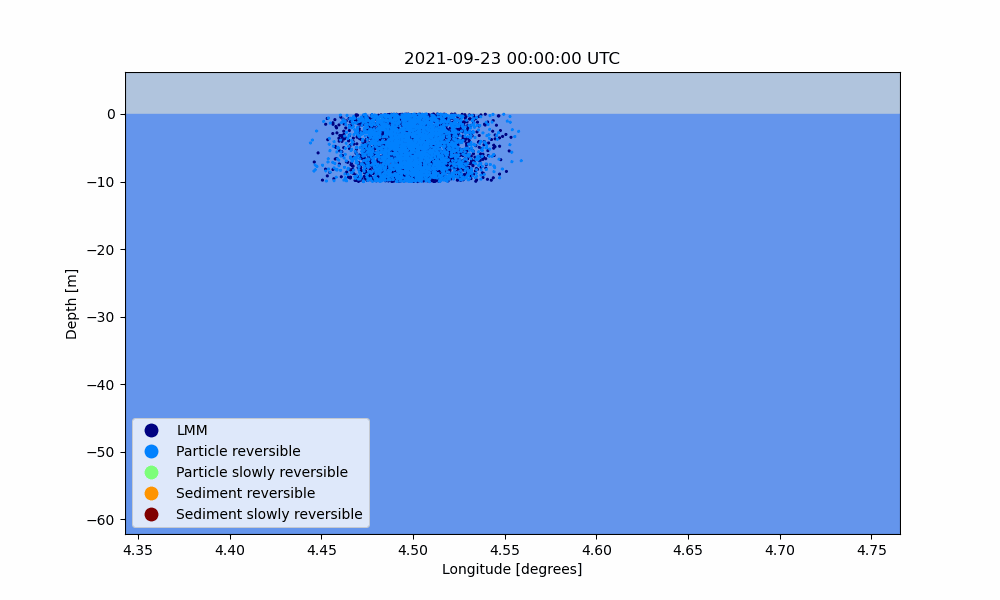 2021-09-23 00:00:00 UTC
0
−10
−20
−30
−40
−50
−60
Depth [m]
LMM
Particle reversible
Particle slowly reversible
Sediment reversible
Sediment slowly reversible
4.35 4.40 4.45 4.50 4.55 4.60 4.65 4.70 4.75
Longitude [degrees]